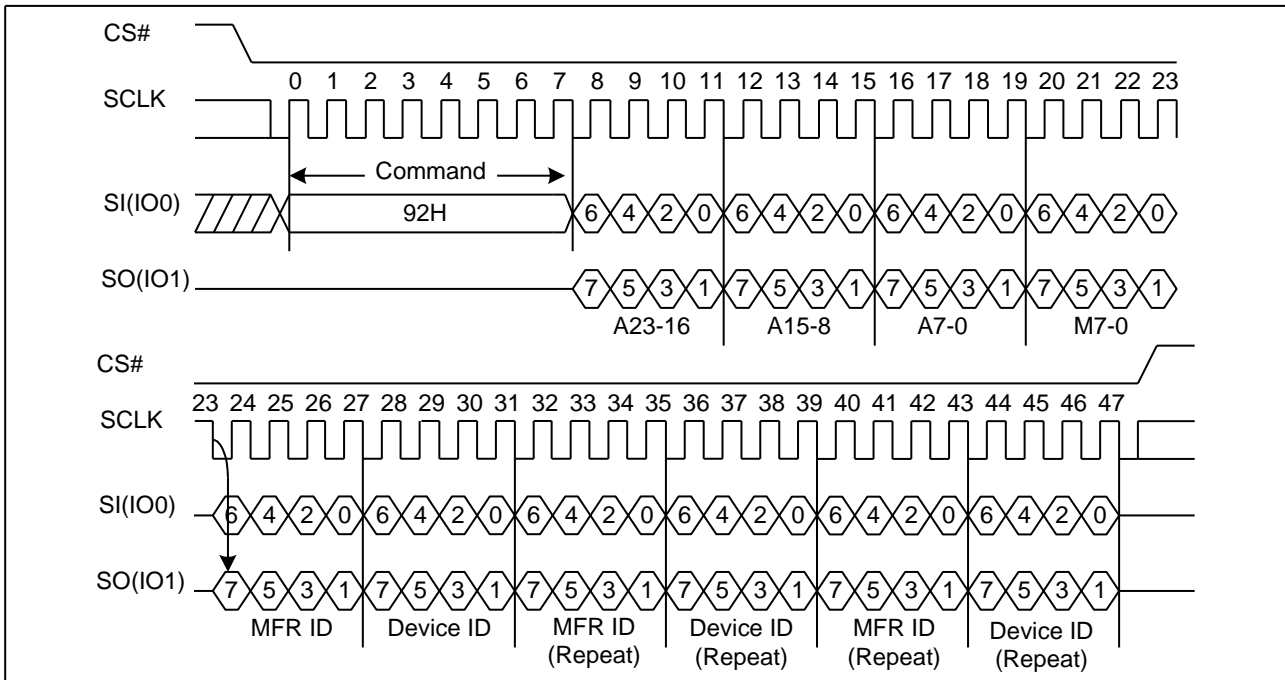 CS#
0 1 2 3 4 5 6 7 8 9 10 11 12 13 14 15 16 17 18 19 20 21 22 23
SCLK
Command
SI(IO0)
92H
6 4 2 0 6 4 2 0 6 4 2 0 6 4 2 0
SO(IO1)
7 5 3 1 7 5 3 1 7 5 3 1 7 5 3 1
A23-16 A15-8 A7-0 M7-0
CS#
23 24 25 26 27 28 29 30 31 32 33 34 35 36 37 38 39 40 41 42 43 44 45 46 47
SCLK
SI(IO0)
6 4 2 0 6 4 2 0 6 4 2 0 6 4 2 0 6 4 2 0 6 4 2 0
SO(IO1)
7 5 3 1 7 5 3 1 7 5 3 1 7 5 3 1 7 5 3 1 7 5 3 1
MFR ID Device ID MFR ID Device ID MFR ID Device ID
(Repeat) (Repeat) (Repeat) (Repeat)